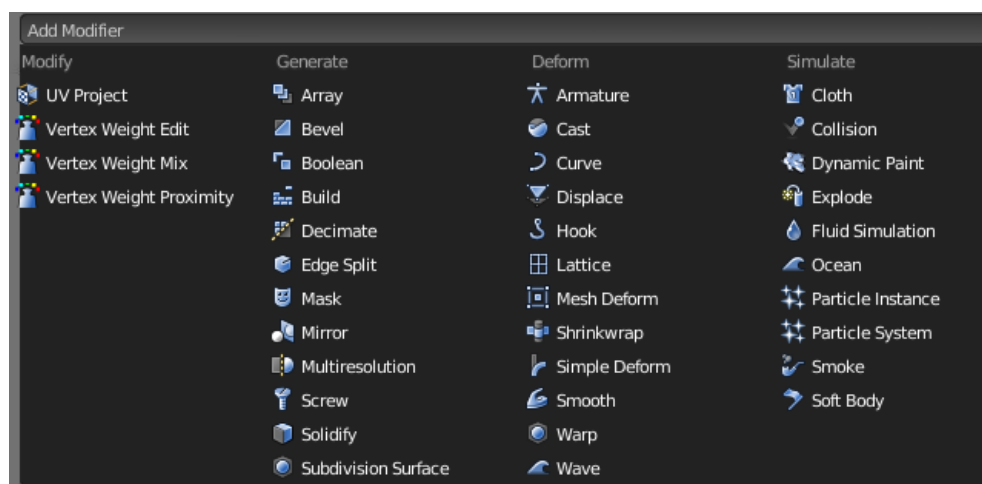 Add Modifier
Modify
UV Project
Vertex Weight Edit
Vertex Weight Mix
Vertex Weight Proximity
Generate
Array
Bevel
Boolean
Build
Decimate
Edge Split
Mask
Mirror
Multiresolution
Screw
Solidify
Subdivision Surface
Deform
Armature
Cast
Curve
Displace
Hook
Lattice
Mesh Deform
Shrinkwrap
Simple Deform
Smooth
Warp
Wave
Simulate
Cloth
Collision
Dynamic Paint
Explode
Fluid Simulation
Ocean
Particle Instance
Particle System
Smoke
Soft Body